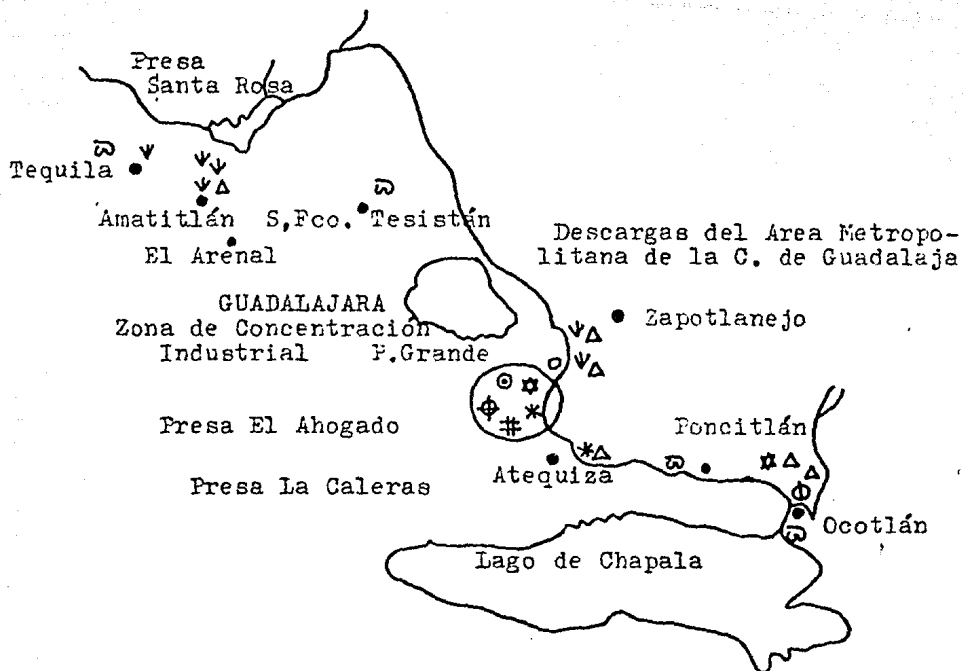 Presa
Santa Rosa
Tequila
Amatitlán
S,Fco. Tesistán
El Arenal
Descargas del Area Metropo-
litana de la C. de Guadalaja
GUADALAJARA
Zona de Concentración
Industrial
P.Grande
Zapotlanejo
Presa El Ahogado
Poncitlán
Atequiza
Presa La Caleras
Ocotlán
Lago de Chapala